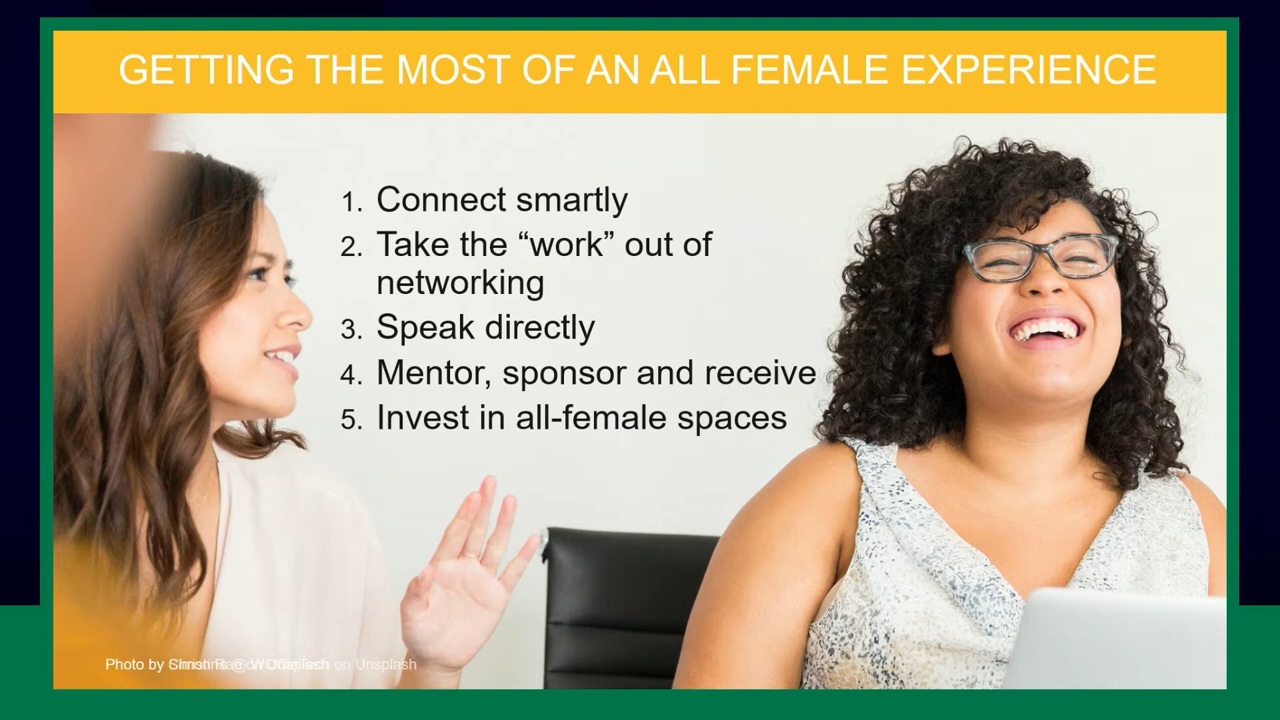 GETTING THE MOST OF AN ALL FEMALE EXPERIENCE
1. Connect smartly
2. Take the “work” out of
networking
3. Speak directly
4. Mentor, sponsor and receive
5. Invest in all-female spaces
Photo by on Unsplash